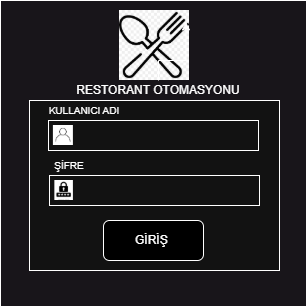 RESTORANT OTOMASYONU
KULLANICI ADI
ŞİFRE
GİRİŞ